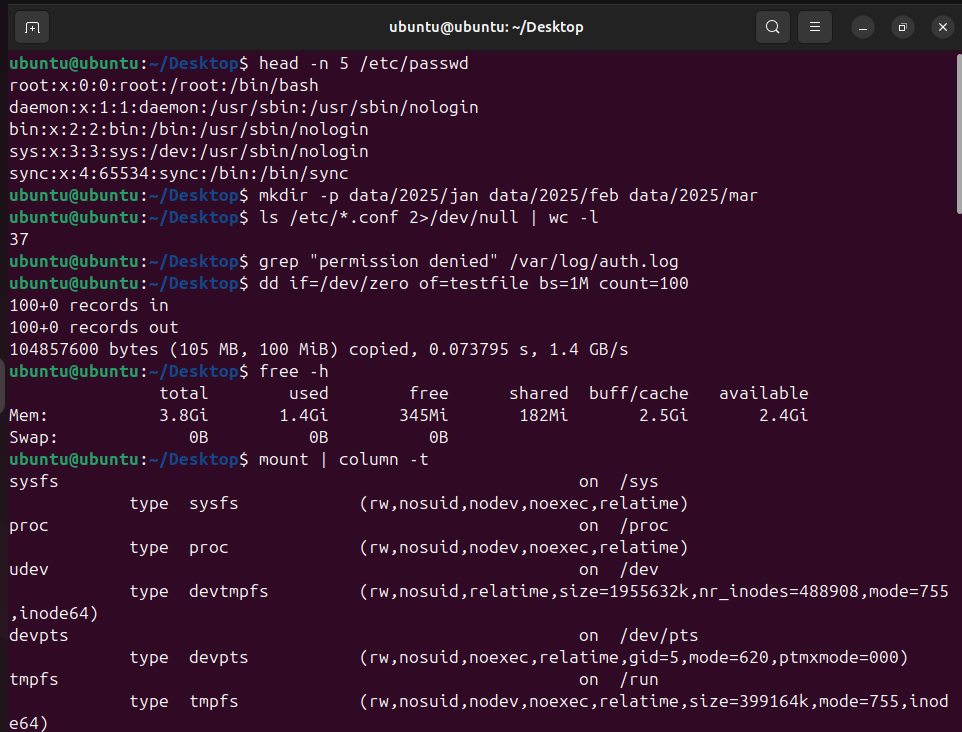 ubuntu@ubuntu: ~/Desktop
ubuntu@ubuntu:~/Desktop$ head -n 5 /etc/passwd
root:x:0:0:root:/root:/bin/bash
daemon:x:1:1:daemon:/usr/sbin:/usr/sbin/nologin
bin:x:2:2:bin:/bin:/usr/sbin/nologin
sys:x:3:3:sys:/dev:/usr/sbin/nologin
sync:x:4:65534:sync:/bin:/bin/sync
ubuntu@ubuntu:~/Desktop$ mkdir -p data/2025/jan data/2025/feb data/2025/mar
ubuntu@ubuntu:~/Desktop$ ls /etc/*.conf 2>/dev/null | wc -l
37
ubuntu@ubuntu:~/Desktop$ grep "permission denied" /var/log/auth.log
ubuntu@ubuntu:~/Desktop$ dd if=/dev/zero of=testfile bs=1M count=100
100+0 records in
100+0 records out
104857600 bytes (105 MB, 100 MiB) copied, 0.073795 s, 1.4 GB/s
ubuntu@ubuntu:~/Desktop$ free -h
               total        used        free      shared  buff/cache   available
Mem:           3.8Gi       1.4Gi       345Mi       182Mi       2.5Gi       2.4Gi
Swap:             0B          0B          0B
ubuntu@ubuntu:~/Desktop$ mount | column -t
sysfs                                                    on  /sys
            type  sysfs            (rw,nosuid,nodev,noexec,relatime)
proc                                                     on  /proc
            type  proc             (rw,nosuid,nodev,noexec,relatime)
udev                                                     on  /dev
            type  devtmpfs         (rw,nosuid,relatime,size=1955632k,nr_inodes=488908,mode=755
,inode64)
devpts                                                   on  /dev/pts
            type  devpts           (rw,nosuid,noexec,relatime,gid=5,mode=620,ptmxmode=000)
tmpfs                                                    on  /run
            type  tmpfs            (rw,nosuid,nodev,noexec,relatime,size=399164k,mode=755,inod
e64)